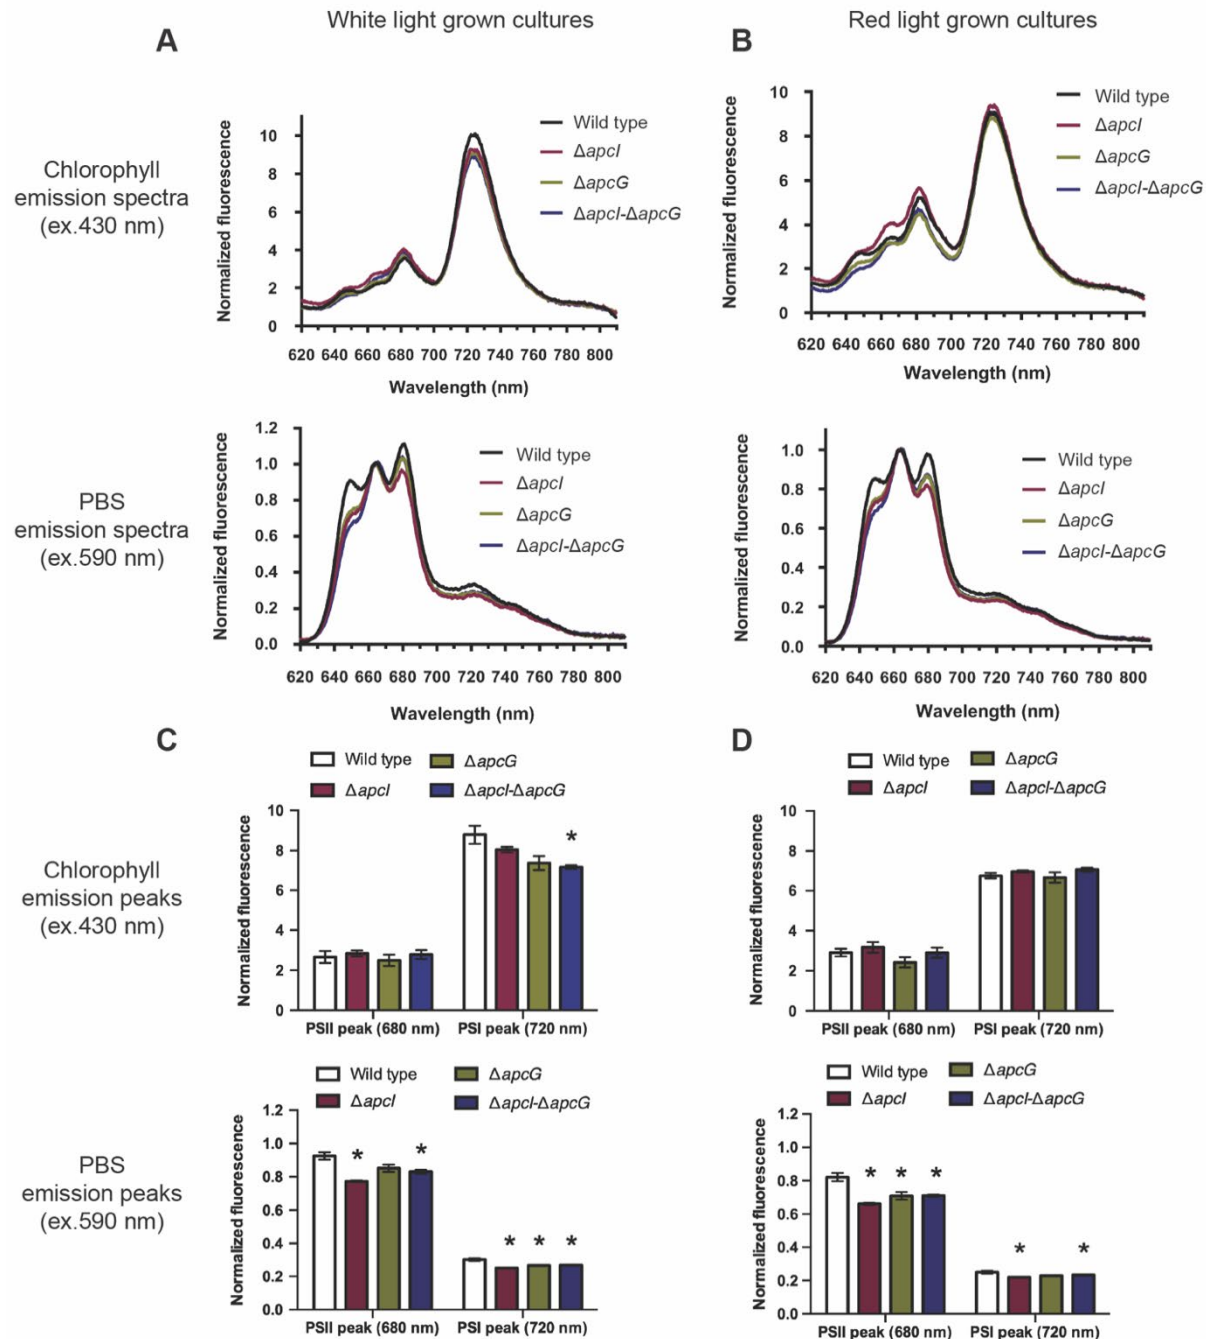 White light grown cultures
Red light grown cultures
A
B
Chlorophyll
emission spectra
(ex.430 nm)
Normalized fluorescence
10
8
6
4
2
0
620 640 660 680 700 720 740 760 780 800
Wavelength (nm)
Wild type
ΔapcI
ΔapcG
ΔapcI-ΔapcG
Normalized fluorescence
10
8
6
4
2
0
620 640 660 680 700 720 740 760 780 800
Wavelength (nm)
Wild type
ΔapcI
ΔapcG
ΔapcI-ΔapcG
PBS
emission spectra
(ex.590 nm)
Normalized fluorescence
1.2
1.0
0.8
0.6
0.4
0.2
0.0
620 640 660 680 700 720 740 760 780 800
Wavelength (nm)
Wild type
ΔapcI
ΔapcG
ΔapcI-ΔapcG
Normalized fluorescence
1.0
0.8
0.6
0.4
0.2
0.0
620 640 660 680 700 720 740 760 780 800
Wavelength (nm)
Wild type
ΔapcI
ΔapcG
ΔapcI-ΔapcG
C
D
Chlorophyll
emission peaks
(ex.430 nm)
Wild type
ΔapcG
ΔapcI
ΔapcI-ΔapcG
Normalized fluorescence
10
8
6
4
2
0
*
PSII peak (680 nm) PSI peak (720 nm)
Wild type
ΔapcG
ΔapcI
ΔapcI-ΔapcG
Normalized fluorescence
10
8
6
4
2
0
PSII peak (680 nm) PSI peak (720 nm)
PBS
emission peaks
(ex.590 nm)
Wild type
ΔapcG
ΔapcI
ΔapcI-ΔapcG
Normalized fluorescence
1.2
1.0
0.8
0.6
0.4
0.2
0.0
* *
* * *
PSII peak (680 nm) PSI peak (720 nm)
Wild type
ΔapcG
ΔapcI
ΔapcI-ΔapcG
Normalized fluorescence
1.2
1.0
0.8
0.6
0.4
0.2
0.0
* * *
* *
PSII peak (680 nm) PSI peak (720 nm)